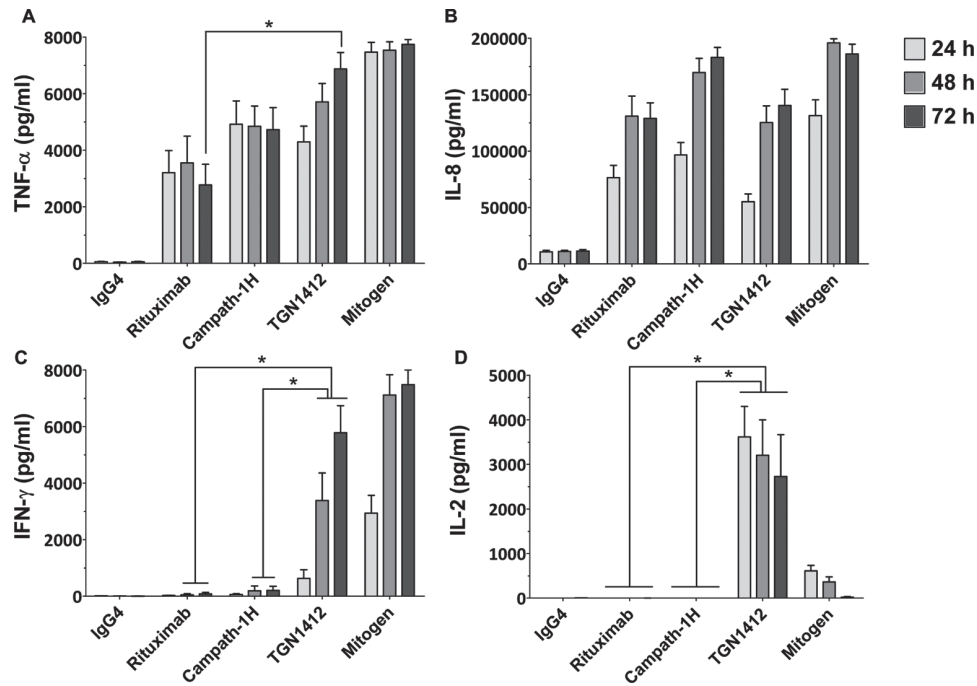 A
TNF-α (pg/ml)
8000
6000
4000
2000
0
*
IgG4
Rituximab
Campath-1H
TGN1412
Mitogen
B
IL-8 (pg/ml)
200000
150000
100000
50000
0
IgG4
Rituximab
Campath-1H
TGN1412
Mitogen
24 h
48 h
72 h
C
IFN-γ (pg/ml)
8000
6000
4000
2000
0
*
*
IgG4
Rituximab
Campath-1H
TGN1412
Mitogen
D
IL-2 (pg/ml)
5000
4000
3000
2000
1000
0
*
*
IgG4
Rituximab
Campath-1H
TGN1412
Mitogen